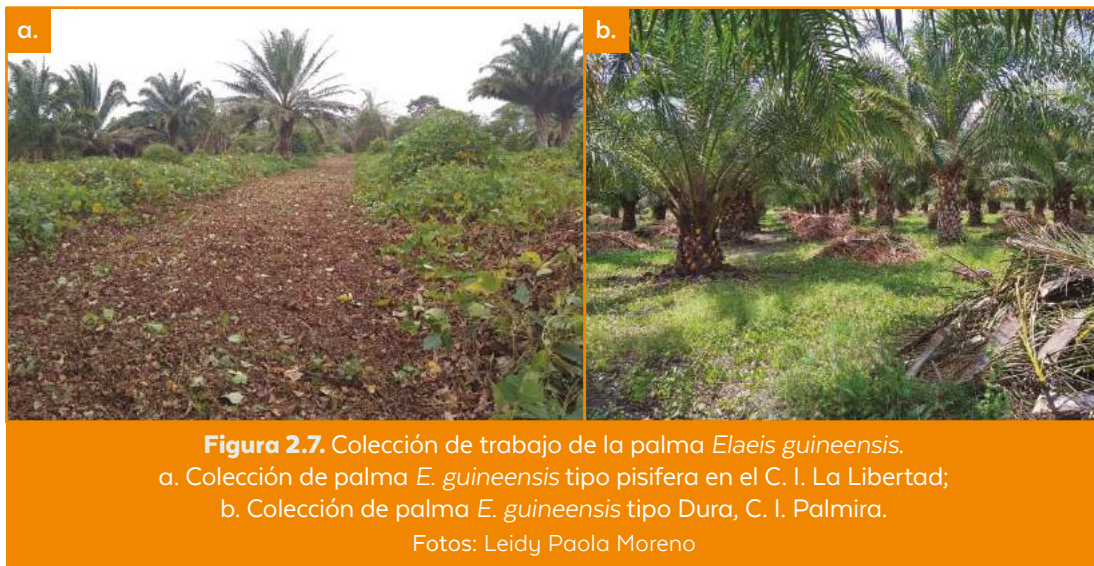 a.
b.
Figura 2.7. Colección de trabajo de la palma Elaeis guineensis.
a. Colección de palma E. guineensis tipo pisifera en el C. I. La Libertad;
b. Colección de palma E. guineensis tipo Dura, C. I. Palmira.
Fotos: Leidy Paola Moreno